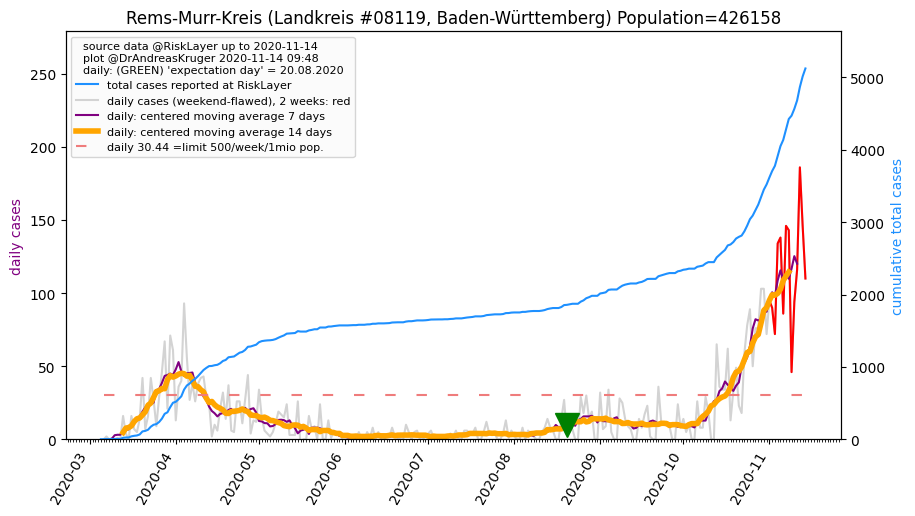 Rems-Murr-Kreis (Landkreis #08119, Baden-Württemberg) Population=426158
source data @RiskLayer up to 2020-11-14
plot @DrAndreasKruger 2020-11-14 09:48
daily: (GREEN) 'expectation day' = 20.08.2020
total cases reported at RiskLayer
daily cases (weekend-flawed), 2 weeks: red
daily: centered moving average 7 days
daily: centered moving average 14 days
daily 30.44 =limit 500/week/1mio pop.
daily cases
250
200
150
100
50
0
cumulative total cases
5000
4000
3000
2000
1000
0
2020-03
2020-04
2020-05
2020-06
2020-07
2020-08
2020-09
2020-10
2020-11